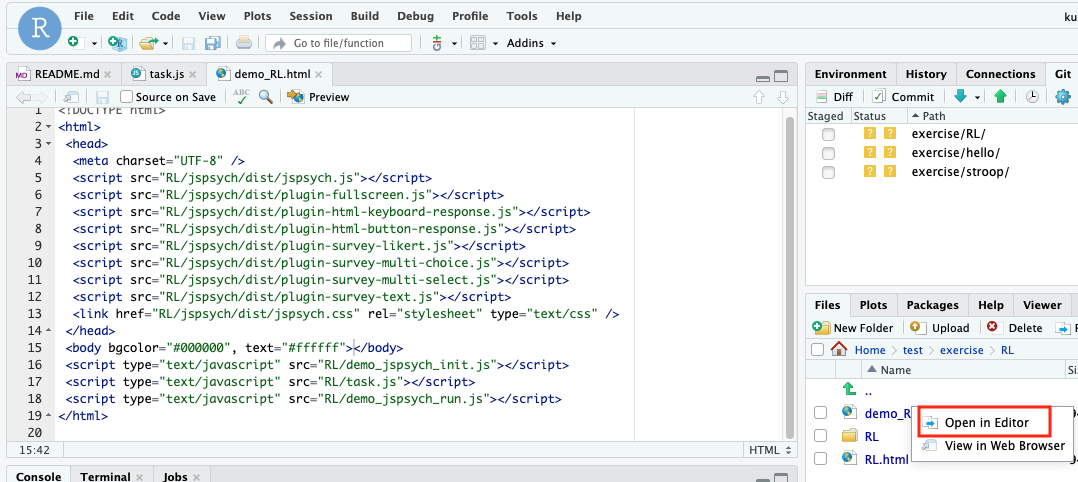 R File Edit Code View Plots Session Build Debug Profile Tools Help ku
Go to file/function Addins
MD README.md task.js demo_RL.html
Source on Save ABC Preview
1 <!DOCTYPE html>
2 <html>
3 <head>
4 <meta charset="UTF-8" />
5 <script src="RL/jspsych/dist/jspsych.js"></script>
6 <script src="RL/jspsych/dist/plugin-fullscreen.js"></script>
7 <script src="RL/jspsych/dist/plugin-html-keyboard-response.js"></script>
8 <script src="RL/jspsych/dist/plugin-html-button-response.js"></script>
9 <script src="RL/jspsych/dist/plugin-survey-likert.js"></script>
10 <script src="RL/jspsych/dist/plugin-survey-multi-choice.js"></script>
11 <script src="RL/jspsych/dist/plugin-survey-multi-select.js"></script>
12 <script src="RL/jspsych/dist/plugin-survey-text.js"></script>
13 <link href="RL/jspsych/dist/jspsych.css" rel="stylesheet" type="text/css" />
14 </head>
15 <body bgcolor="#000000", text="#ffffff"></body>
16 <script type="text/javascript" src="RL/demo_jspsych_init.js"></script>
17 <script type="text/javascript" src="RL/task.js"></script>
18 <script type="text/javascript" src="RL/demo_jspsych_run.js"></script>
19 </html>
20
15:42 HTML
Console Terminal Jobs
Environment History Connections Git
Diff Commit
Staged Status Path
? ? exercise/RL/
? ? exercise/hello/
? ? exercise/stroop/
Files Plots Packages Help Viewer
New Folder Upload Delete R
Home test exercise RL
Name Si
..
demo_R
Open in Editor
RL
View in Web Browser
RL.html